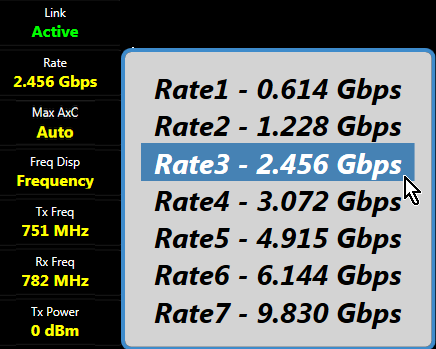 Link
Active
Rate
2.456 Gbps
Max AxC
Auto
Freq Disp
Frequency
Tx Freq
751 MHz
Rx Freq
782 MHz
Tx Power
0 dBm
Rate1 - 0.614 Gbps
Rate2 - 1.228 Gbps
Rate3 - 2.456 Gbps
Rate4 - 3.072 Gbps
Rate5 - 4.915 Gbps
Rate6 - 6.144 Gbps
Rate7 - 9.830 Gbps